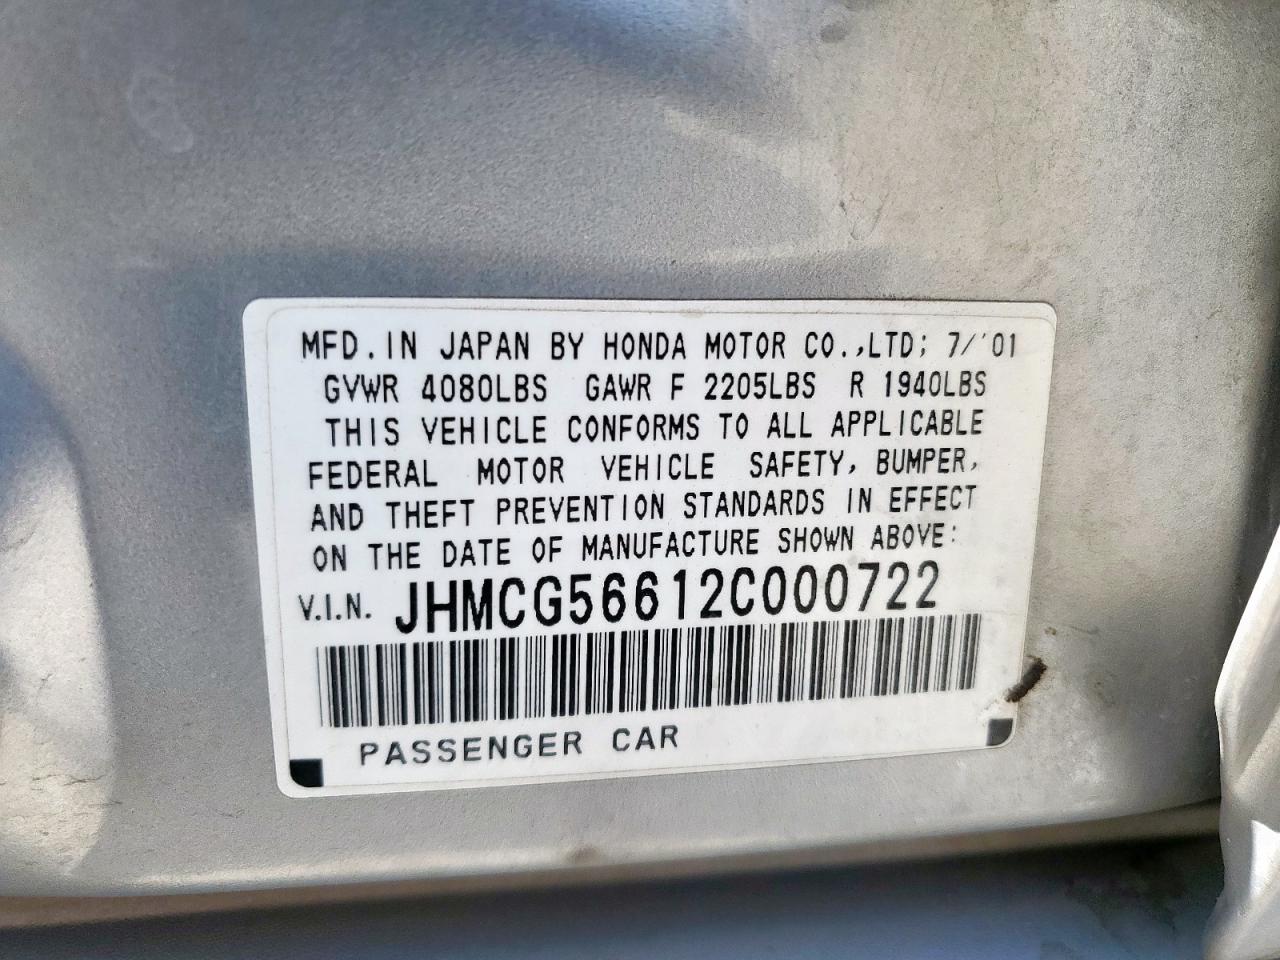 MFD. IN JAPAN BY HONDA MOTOR CO.,LTD; 7/'01
GVWR 4080LBS GAWR F 2205LBS R 1940LBS
THIS VEHICLE CONFORMS TO ALL APPLICABLE
FEDERAL MOTOR VEHICLE SAFETY, BUMPER,
AND THEFT PREVENTION STANDARDS IN EFFECT
ON THE DATE OF MANUFACTURE SHOWN ABOVE:
V.I.N. JHMCG56612C000722
PASSENGER CAR